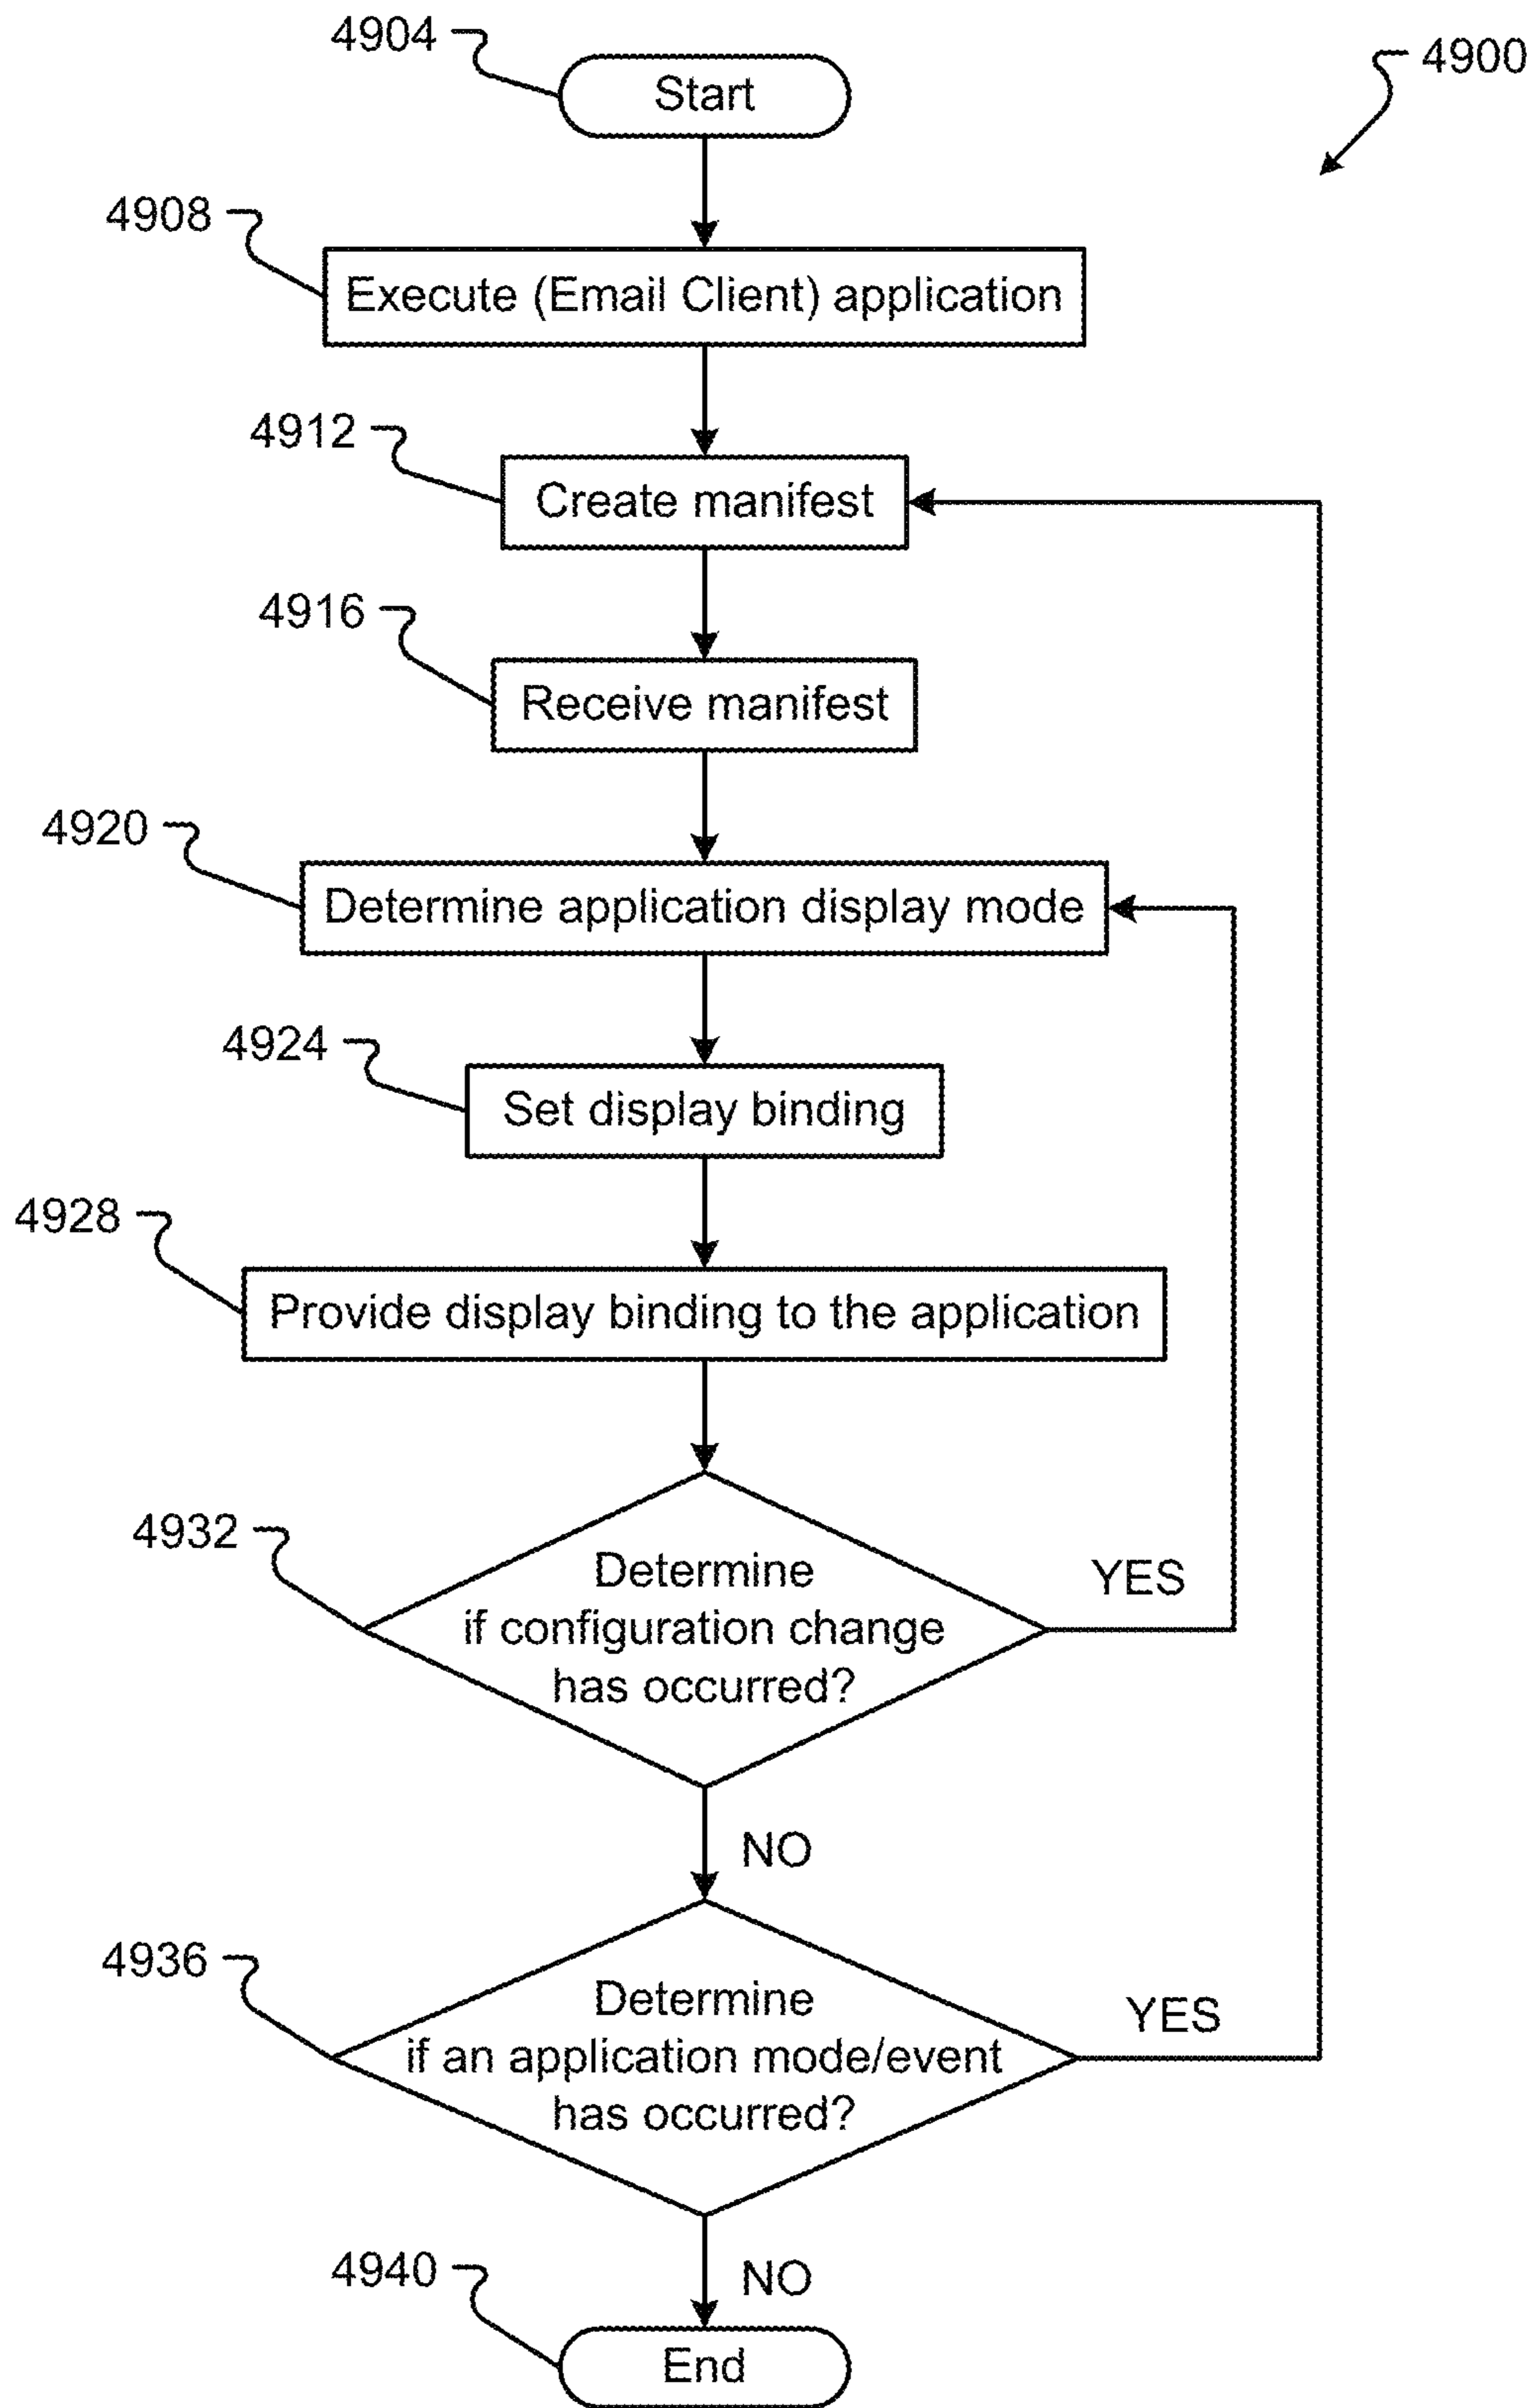 4904
Start
4900
4908
Execute (Email Client) application
4912
Create manifest
4916
Receive manifest
4920
Determine application display mode
4924
Set display binding
4928
Provide display binding to the application
4932
Determine
if configuration change
has occurred?
YES
NO
4936
Determine
if an application mode/event
has occurred?
YES
NO
4940
End